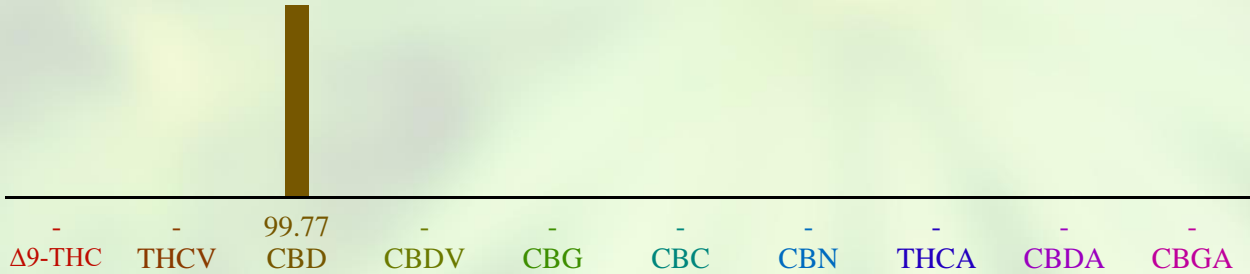 - - 99.77 - - - - - - -
Δ9-THC THCV CBD CBDV CBG CBC CBN THCA CBDA CBGA